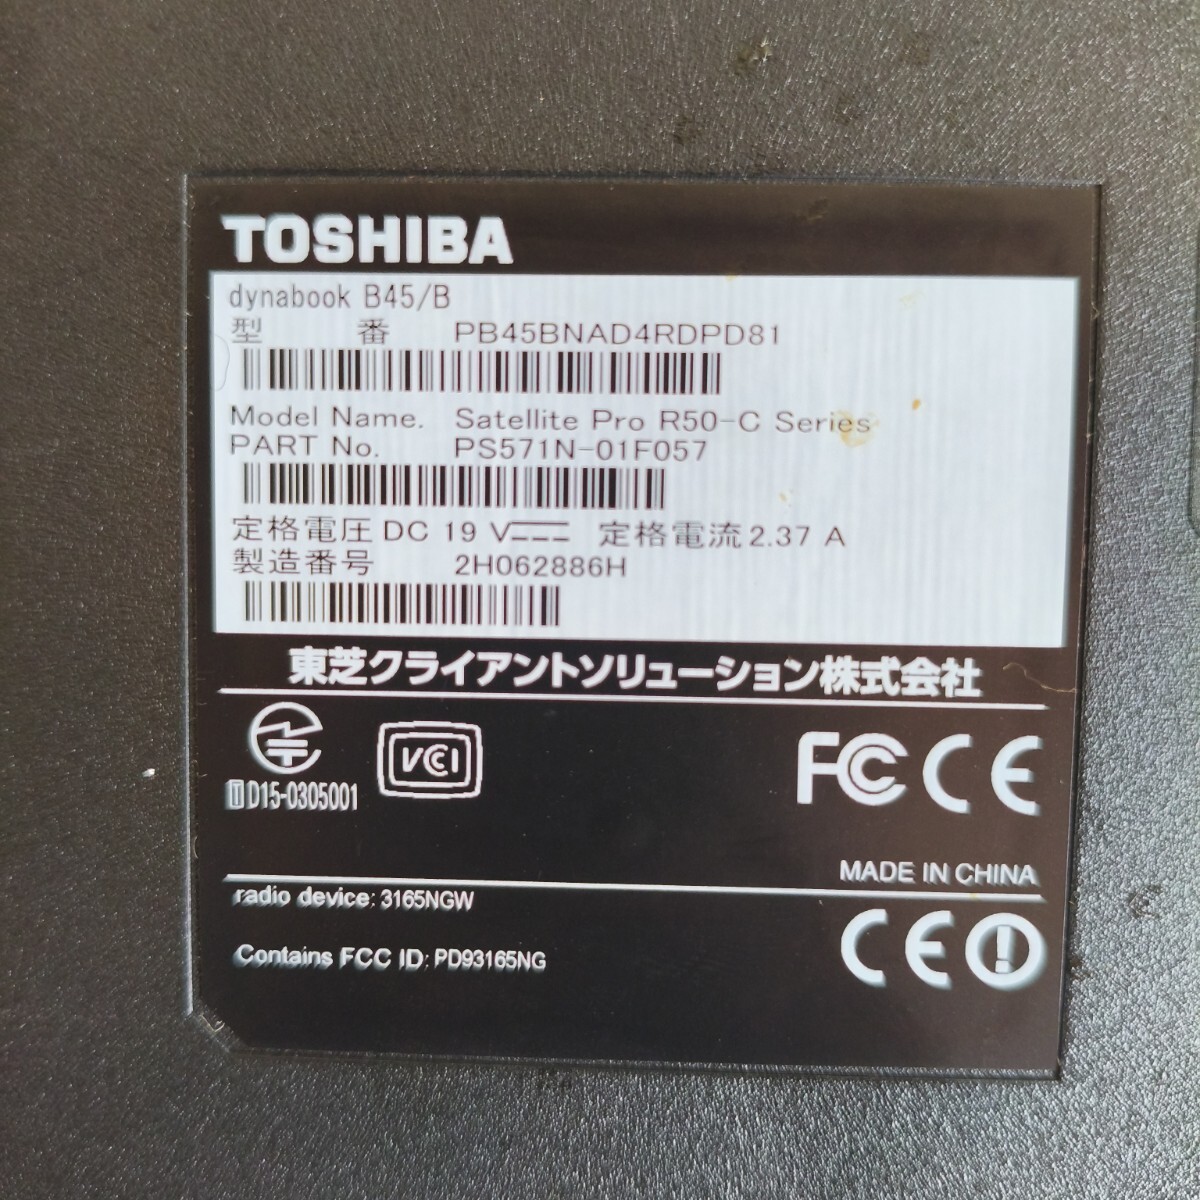 TOSHIBA
dynabook B45/B
型 番 PB45BNAD4RDPD81
Model Name. Satellite Pro R50-C Series
PART No. PS571N-01F057
定格電圧 DC 19 V 定格電流 2.37 A
製造番号 2H062886H
東芝クライアントソリューション株式会社
VCCI
FC CE
T D15-0305001
MADE IN CHINA
radio device: 3165NGW
CE
Contains FCC ID: PD93165NG